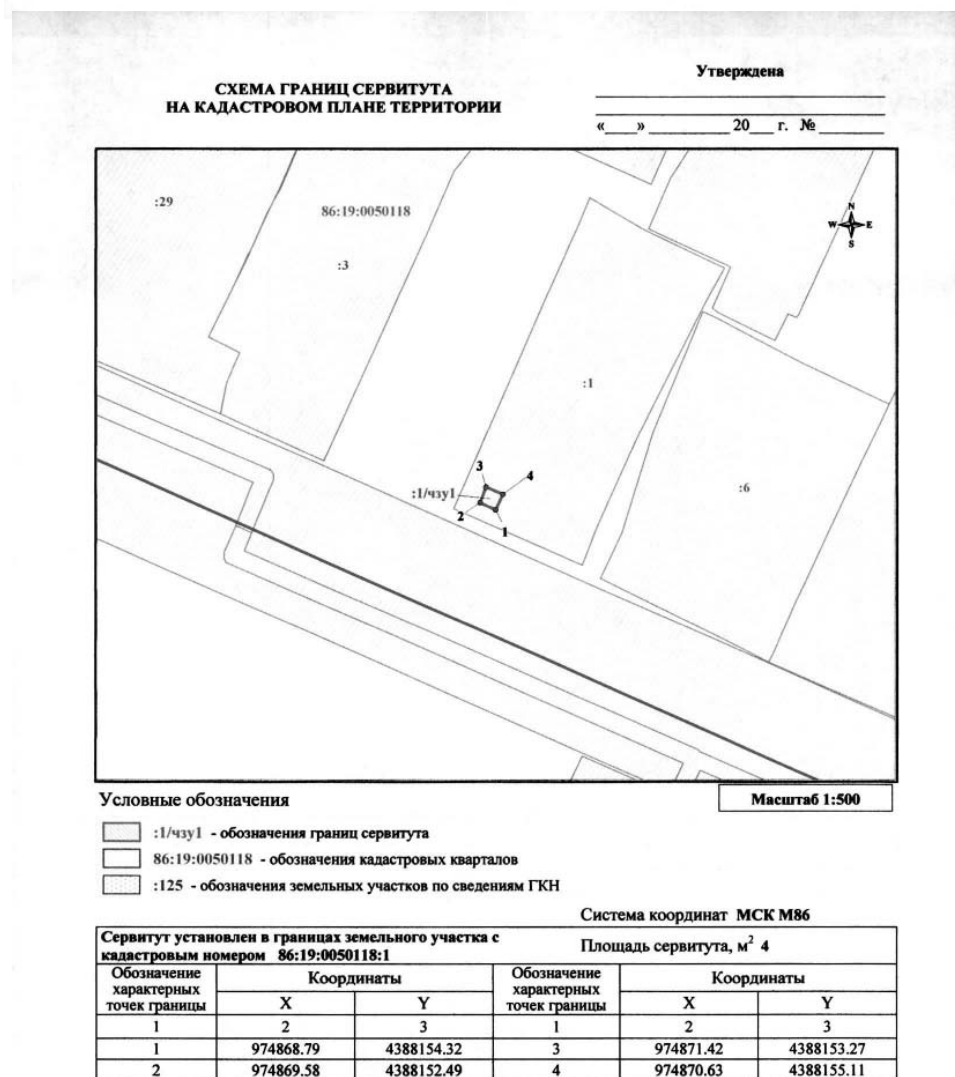 Утверждена
СХЕМА ГРАНИЦ СЕРВИТУТА
НА КАДАСТРОВОМ ПЛАНЕ ТЕРРИТОРИИ
«___» _________ 20___ г. № _______
:29
86:19:0050118
:3
N
W E
S
:1
:6
3
4
:1/чзу1
2
1
Условные обозначения
Масштаб 1:500
:1/чзу1 - обозначения границ сервитута
86:19:0050118 - обозначения кадастровых кварталов
:125 - обозначения земельных участков по сведениям ГКН
Система координат МСК М86
Сервитут установлен в границах земельного участка с
кадастровым номером 86:19:0050118:1
Площадь сервитута, м² 4
Обозначение характерных точек границы Координаты Обозначение характерных точек границы Координаты
X Y X Y
1 2 3 1 2 3
1 974868.79 4388154.32 3 974871.42 4388153.27
2 974869.58 4388152.49 4 974870.63 4388155.11